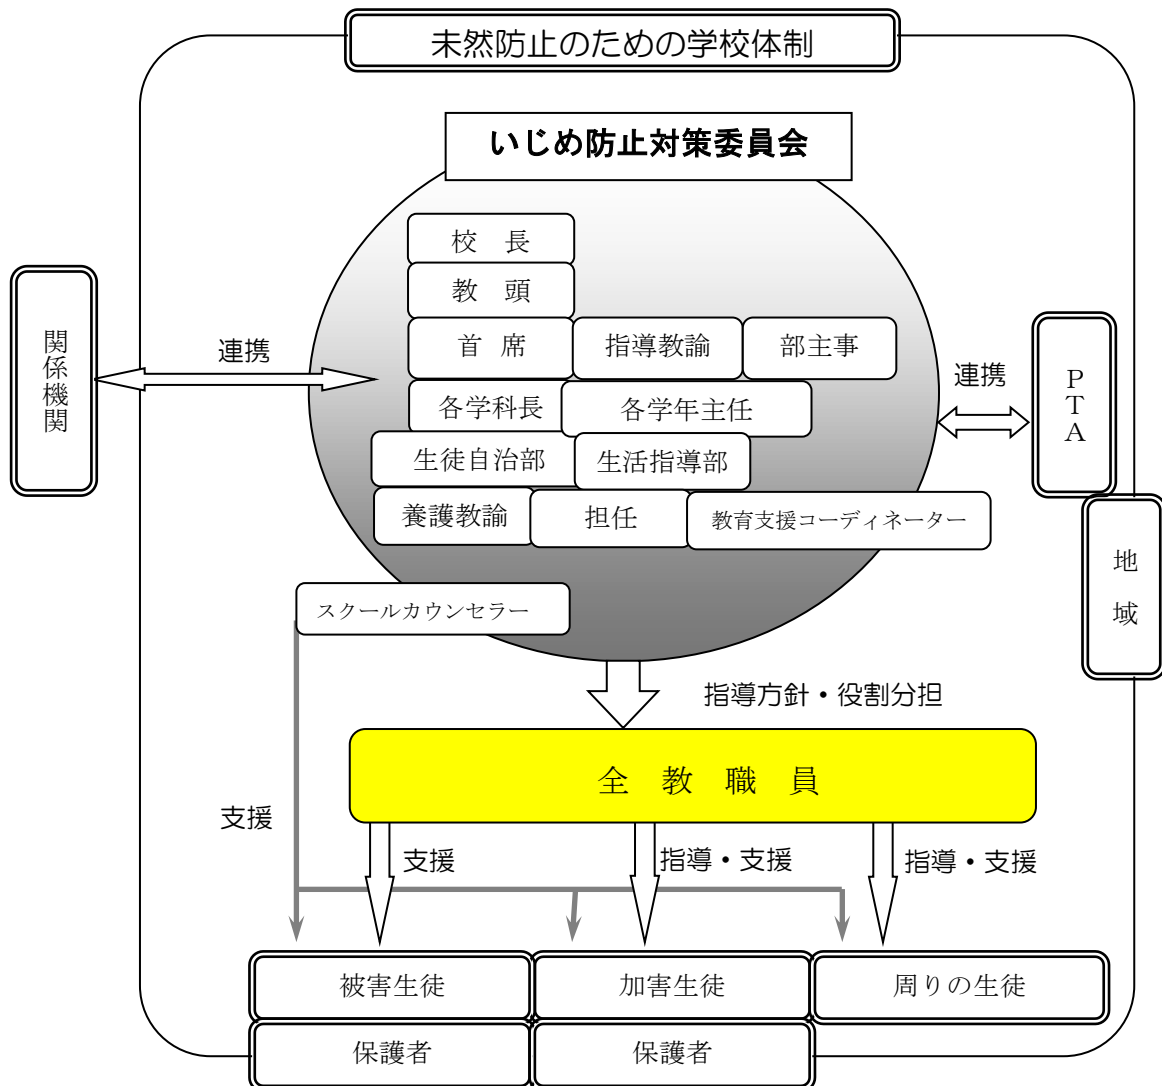 未然防止のための学校体制
いじめ防止対策委員会
校 長
教 頭
首 席
指導教諭
部主事
各学科長
各学年主任
生徒自治部
生活指導部
養護教諭
担任
教育支援コーディネーター
スクールカウンセラー
関係機関
連携
連携
PTA
地域
指導方針・役割分担
全 教 職 員
支援
支援
指導・支援
指導・支援
被害生徒
加害生徒
周りの生徒
保護者
保護者